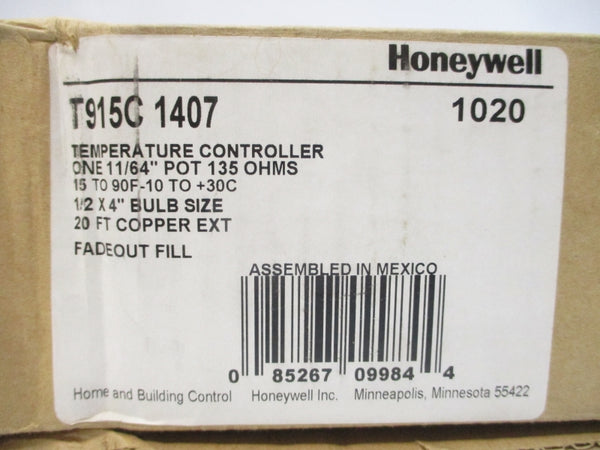 Honeywell
T915C 1407 1020
TEMPERATURE CONTROLLER
ONE 11/64" POT 135 OHMS
15 TO 90F-10 TO +30C
1/2 X 4" BULB SIZE
20 FT COPPER EXT
FADEOUT FILL
ASSEMBLED IN MEXICO
0 85267 09984 4
Home and Building Control Honeywell Inc. Minneapolis, Minnesota 55422